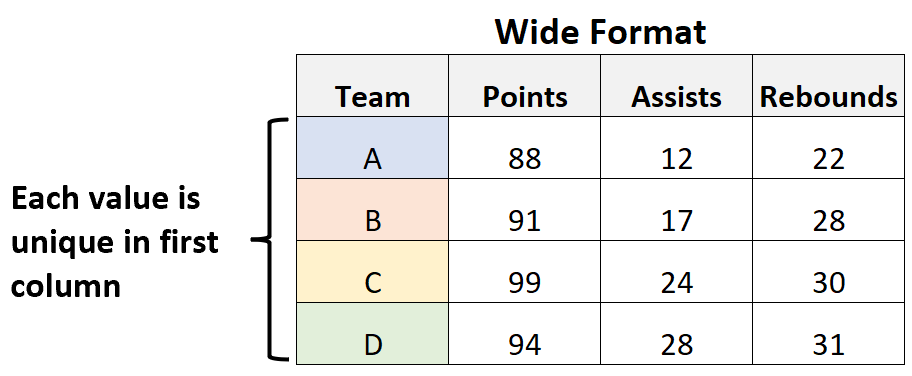 Wide Format
Team Points Assists Rebounds
A 88 12 22
B 91 17 28
C 99 24 30
D 94 28 31
Each value is
unique in first
column